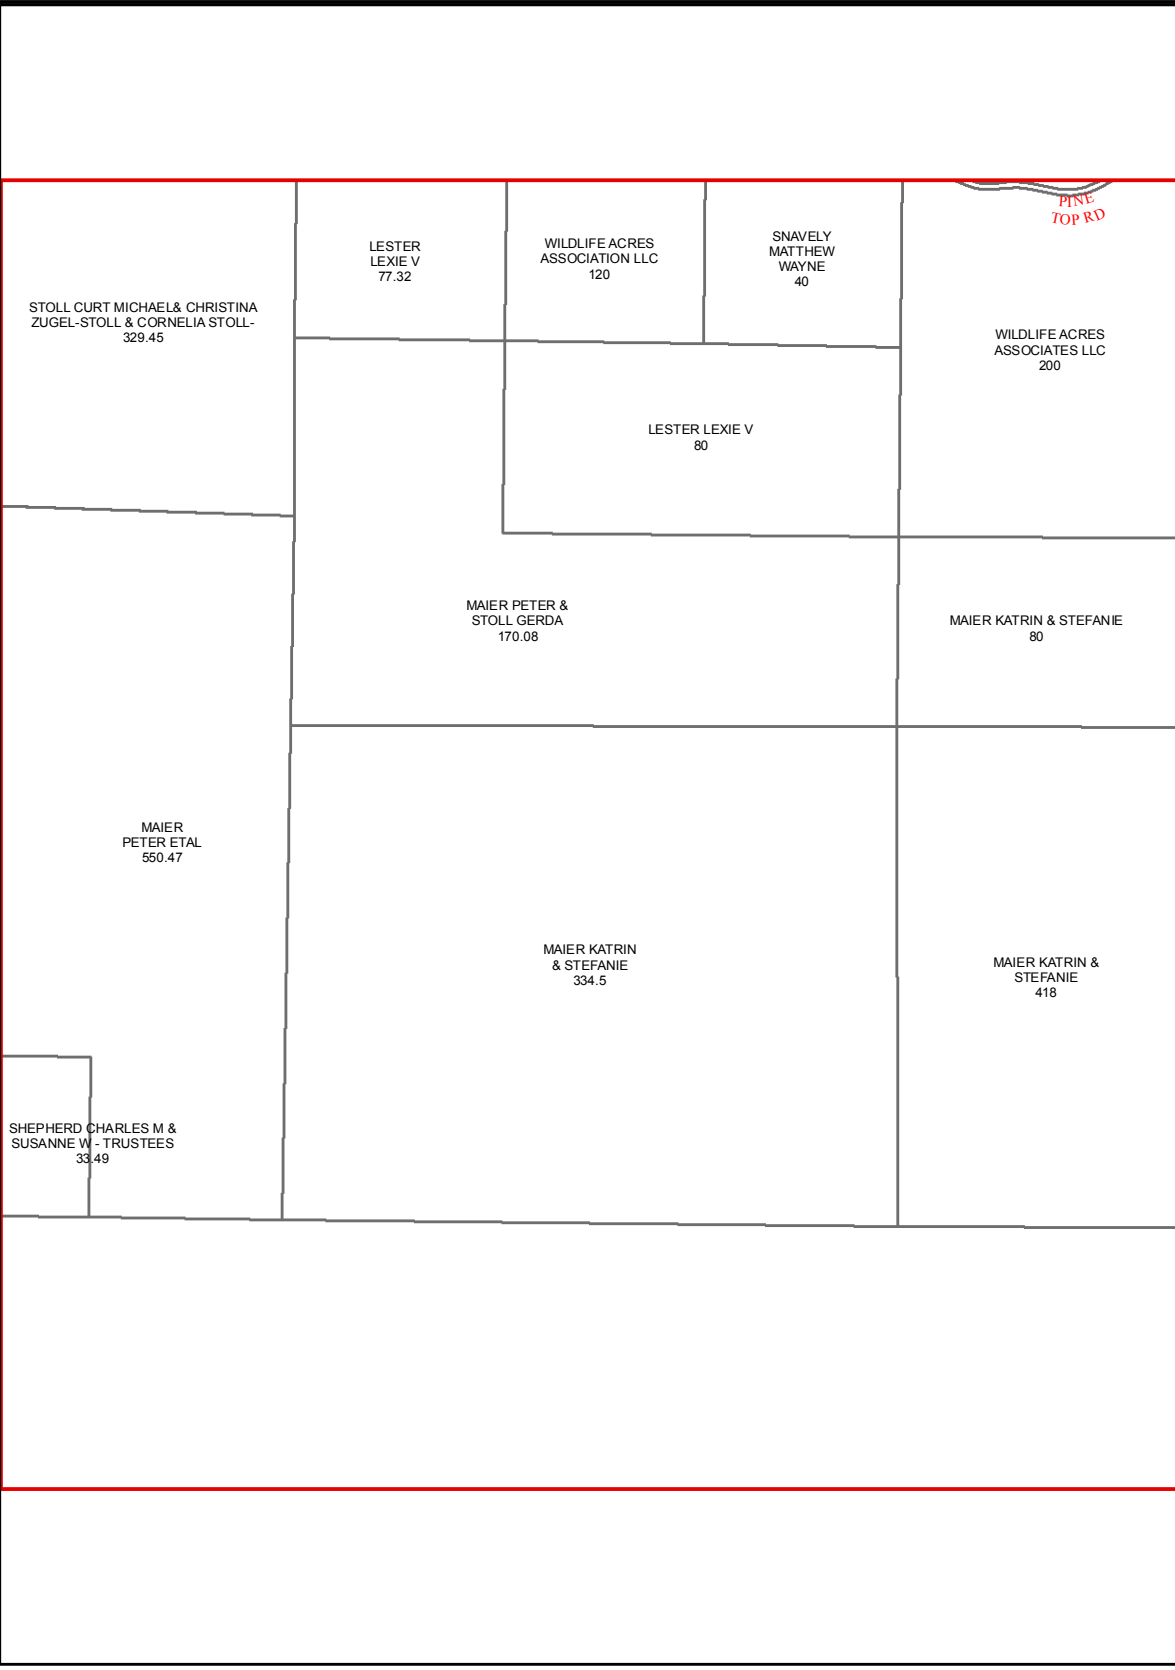 PINE
TOP RD
LESTER
LEXIE V
77.32
WILDLIFE ACRES
ASSOCIATION LLC
120
SNAVELY
MATTHEW
WAYNE
40
STOLL CURT MICHAEL& CHRISTINA
ZUGEL-STOLL & CORNELIA STOLL-
329.45
WILDLIFE ACRES
ASSOCIATES LLC
200
LESTER LEXIE V
80
MAIER PETER &
STOLL GERDA
170.08
MAIER KATRIN & STEFANIE
80
MAIER
PETER ETAL
550.47
MAIER KATRIN
& STEFANIE
334.5
MAIER KATRIN &
STEFANIE
418
SHEPHERD CHARLES M &
SUSANNE W - TRUSTEES
33.49